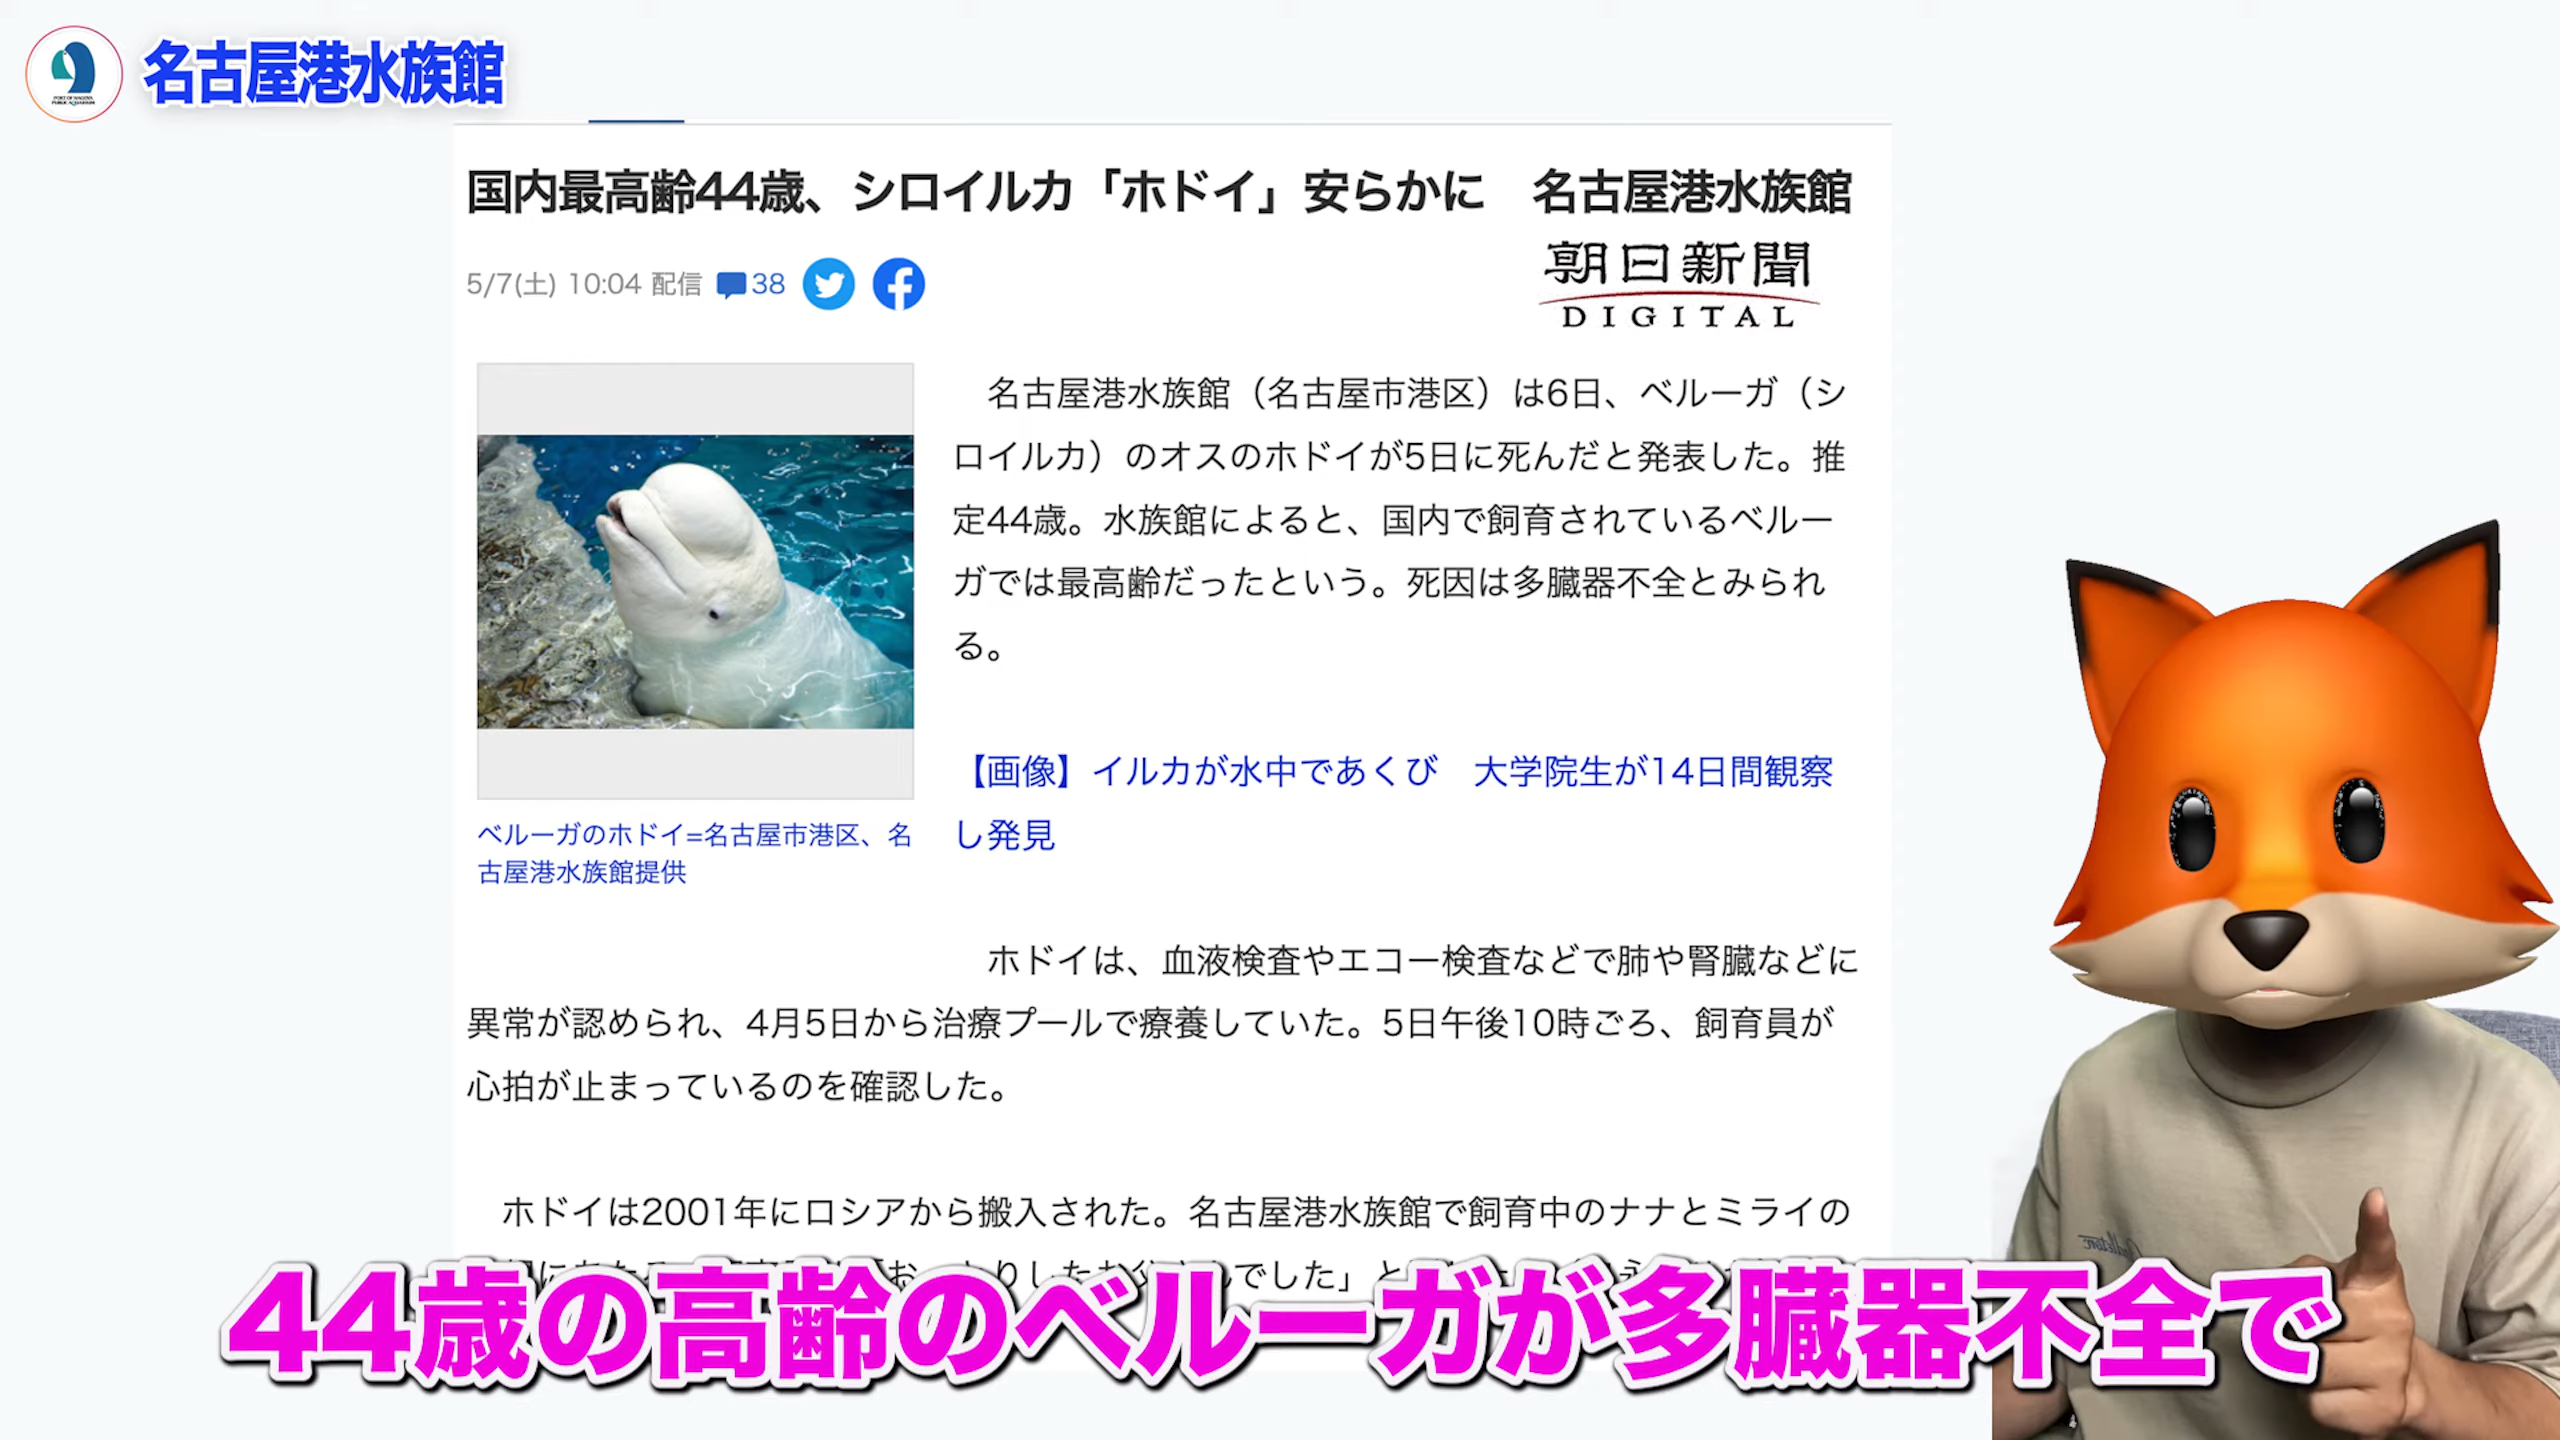 名古屋港水族館
PORT OF NAGOYA
PUBLIC AQUARIUM
国内最高齢44歳、シロイルカ「ホドイ」安らかに　名古屋港水族館
5/7(土) 10:04 配信 38
朝日新聞
DIGITAL
名古屋港水族館（名古屋市港区）は6日、ベルーガ（シ
ロイルカ）のオスのホドイが5日に死んだと発表した。推
定44歳。水族館によると、国内で飼育されているベルー
ガでは最高齢だったという。死因は多臓器不全とみられ
る。
【画像】イルカが水中であくび　大学院生が14日間観察
し発見
ベルーガのホドイ=名古屋市港区、名
古屋港水族館提供
ホドイは、血液検査やエコー検査などで肺や腎臓などに
異常が認められ、4月5日から治療プールで療養していた。5日午後10時ごろ、飼育員が
心拍が止まっているのを確認した。
ホドイは2001年にロシアから搬入された。名古屋港水族館で飼育中のナナとミライの
でした」と
44歳の高齢のベルーガが多臓器不全で